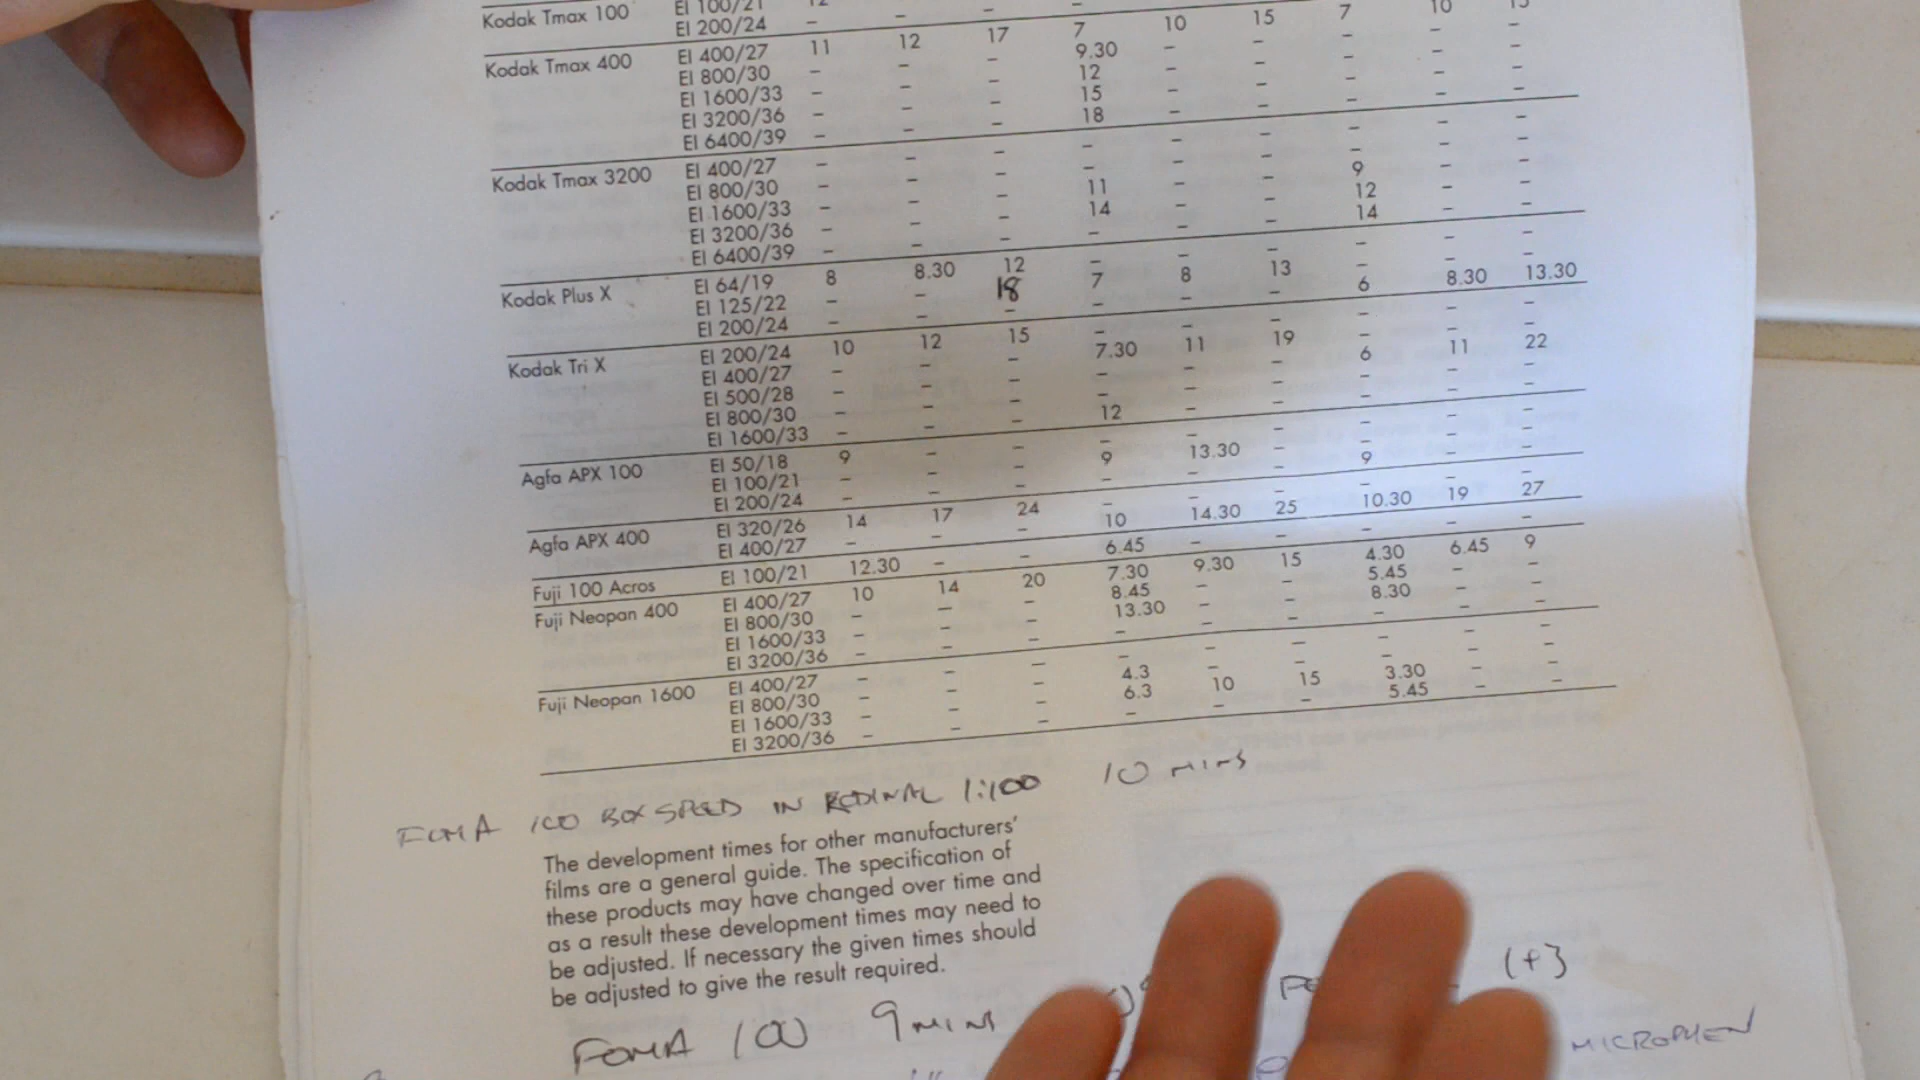 Kodak Tmax 100 EI 100/21 12
EI 200/24 - - - -
Kodak Tmax 400 EI 400/27 11 12 17 7 10 15 7 10 15
EI 800/30 - - - 9.30 - - - - -
EI 1600/33 - - - 12 - - - - -
EI 3200/36 - - - 15 - - - - -
EI 6400/39 - - - 18 - - - - -
Kodak Tmax 3200 EI 400/27 - - - - - - - - -
EI 800/30 - - - - - - - - -
EI 1600/33 - - - 11 - - 9 - -
EI 3200/36 - - - 14 - - 12 - -
EI 6400/39 - - - - - - 14 - -
Kodak Plus X EI 64/19 8 8.30 12 - - - - - -
EI 125/22 - - 18 7 8 13 6 8.30 13.30
EI 200/24 - - - - - - - - -
Kodak Tri X EI 200/24 10 12 15 - - - - - -
EI 400/27 - - - 7.30 11 19 6 11 22
EI 500/28 - - - - - - - - -
EI 800/30 - - - - - - - - -
EI 1600/33 - - - 12 - - - - -
Agfa APX 100 EI 50/18 9 - - - - - - - -
EI 100/21 - - - 9 13.30 - 9 - -
EI 200/24 - - - - - - - - -
Agfa APX 400 EI 320/26 14 17 24 - - - - - -
EI 400/27 - - - 10 14.30 25 10.30 19 27
Fuji 100 Acros EI 100/21 12.30 - - 6.45 - - - - -
Fuji Neopan 400 EI 400/27 10 14 20 7.30 9.30 15 4.30 6.45 9
EI 800/30 - - - 8.45 - - 5.45 - -
EI 1600/33 - - - 13.30 - - 8.30 - -
EI 3200/36 - - - - - - - - -
Fuji Neopan 1600 EI 400/27 - - - - - - - - -
EI 800/30 - - - 4.3 - - 3.30 - -
EI 1600/33 - - - 6.3 10 15 5.45 - -
EI 3200/36 - - - - - -
FOMA 100 BOX SPEED IN RODINAL 1:100 10 MINS
The development times for other manufacturers'
films are a general guide. The specification of
these products may have changed over time and
as a result these development times may need to
be adjusted. If necessary the given times should
be adjusted to give the result required.
FOMA 100 9 MINS (+)
MICROPHEN